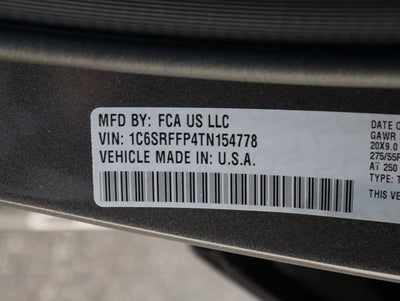 MFD BY: FCA US LLC
VIN: 1C6SRFFP4TN154778
VEHICLE MADE IN: U.S.A.
DATE O
GAWR
20X9.0
275/55R
AT 250
TYPE: T
THIS VE